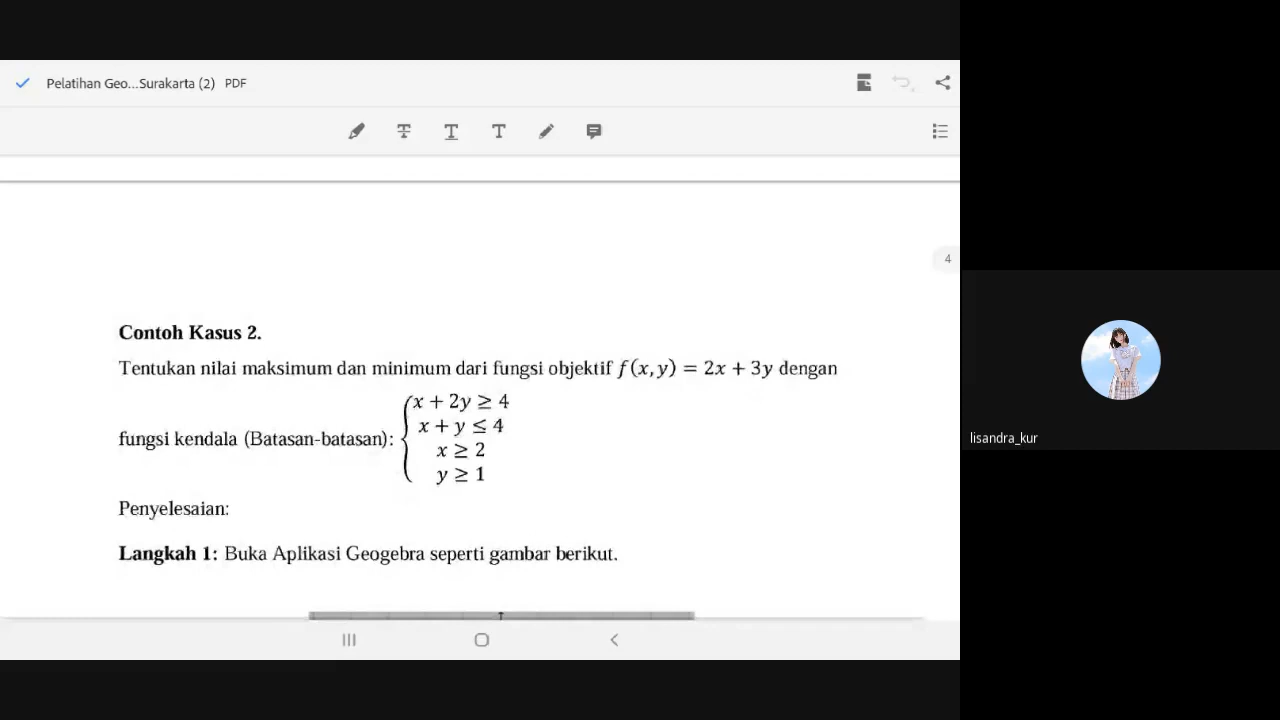 Pelatihan Geo...Surakarta (2) PDF
4
Contoh Kasus 2.
Tentukan nilai maksimum dan minimum dari fungsi objektif f(x, y) = 2x + 3y dengan
fungsi kendala (Batasan-batasan): { x + 2y ≥ 4
x + y ≤ 4
x ≥ 2
y ≥ 1
Penyelesaian:
Langkah 1: Buka Aplikasi Geogebra seperti gambar berikut.
lisandra_kur